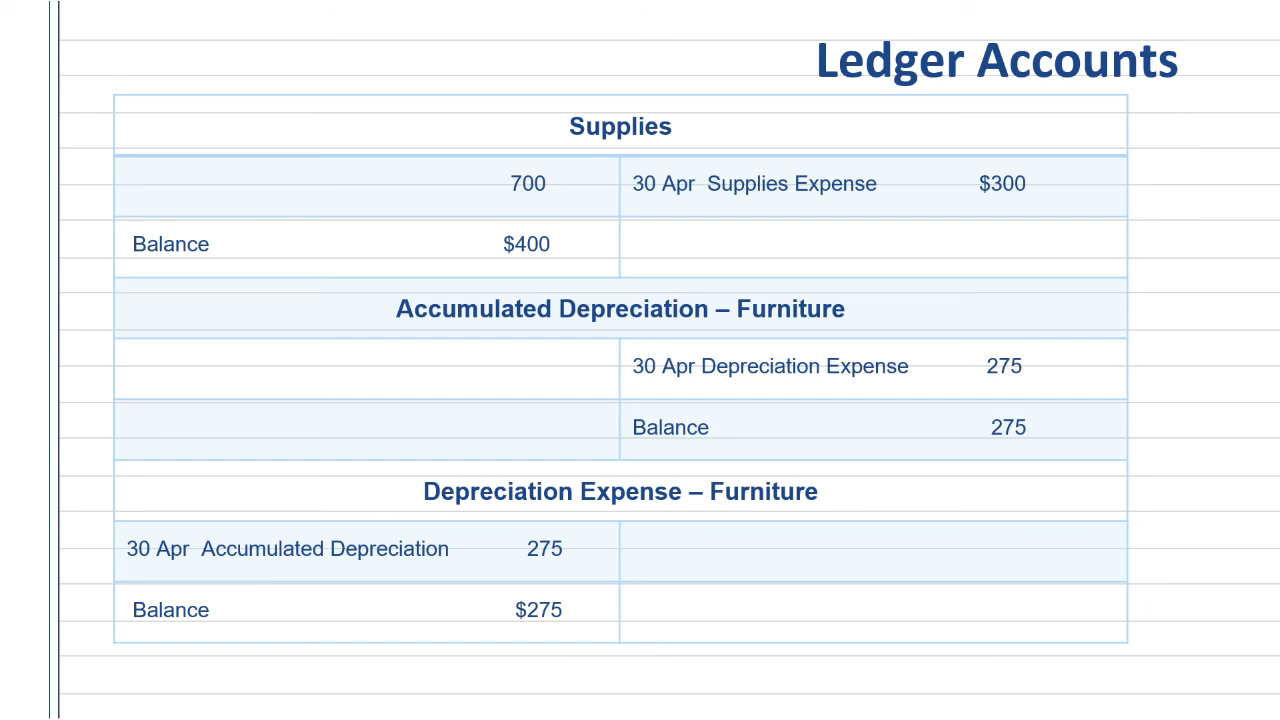 Ledger Accounts
Supplies
700 30 Apr Supplies Expense $300
Balance $400
Accumulated Depreciation – Furniture
30 Apr Depreciation Expense 275
Balance 275
Depreciation Expense – Furniture
30 Apr Accumulated Depreciation 275
Balance $275